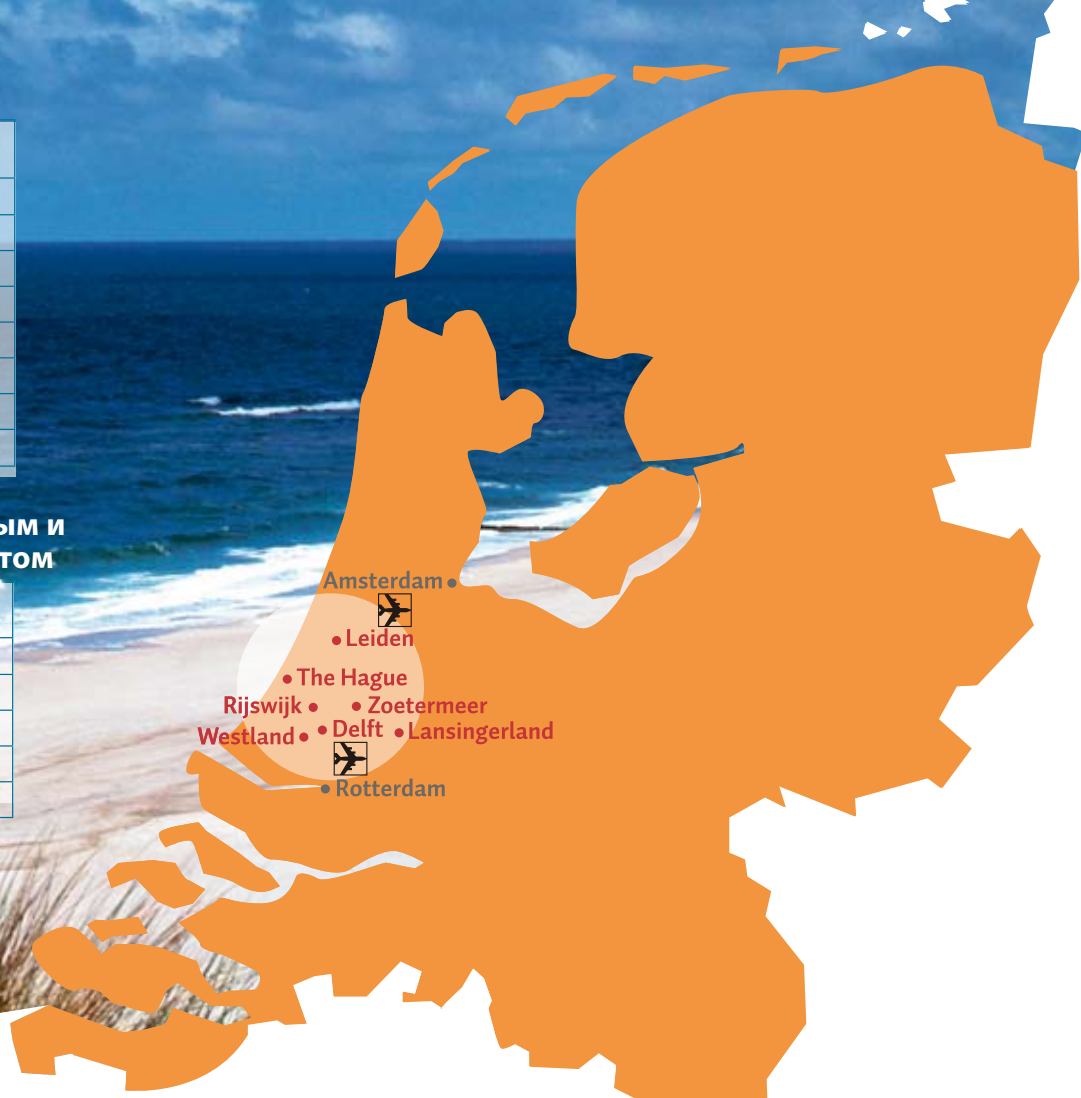 ым и
том
Amsterdam
Leiden
The Hague
Rijswijk
Zoetermeer
Westland
Delft
Lansingerland
Rotterdam